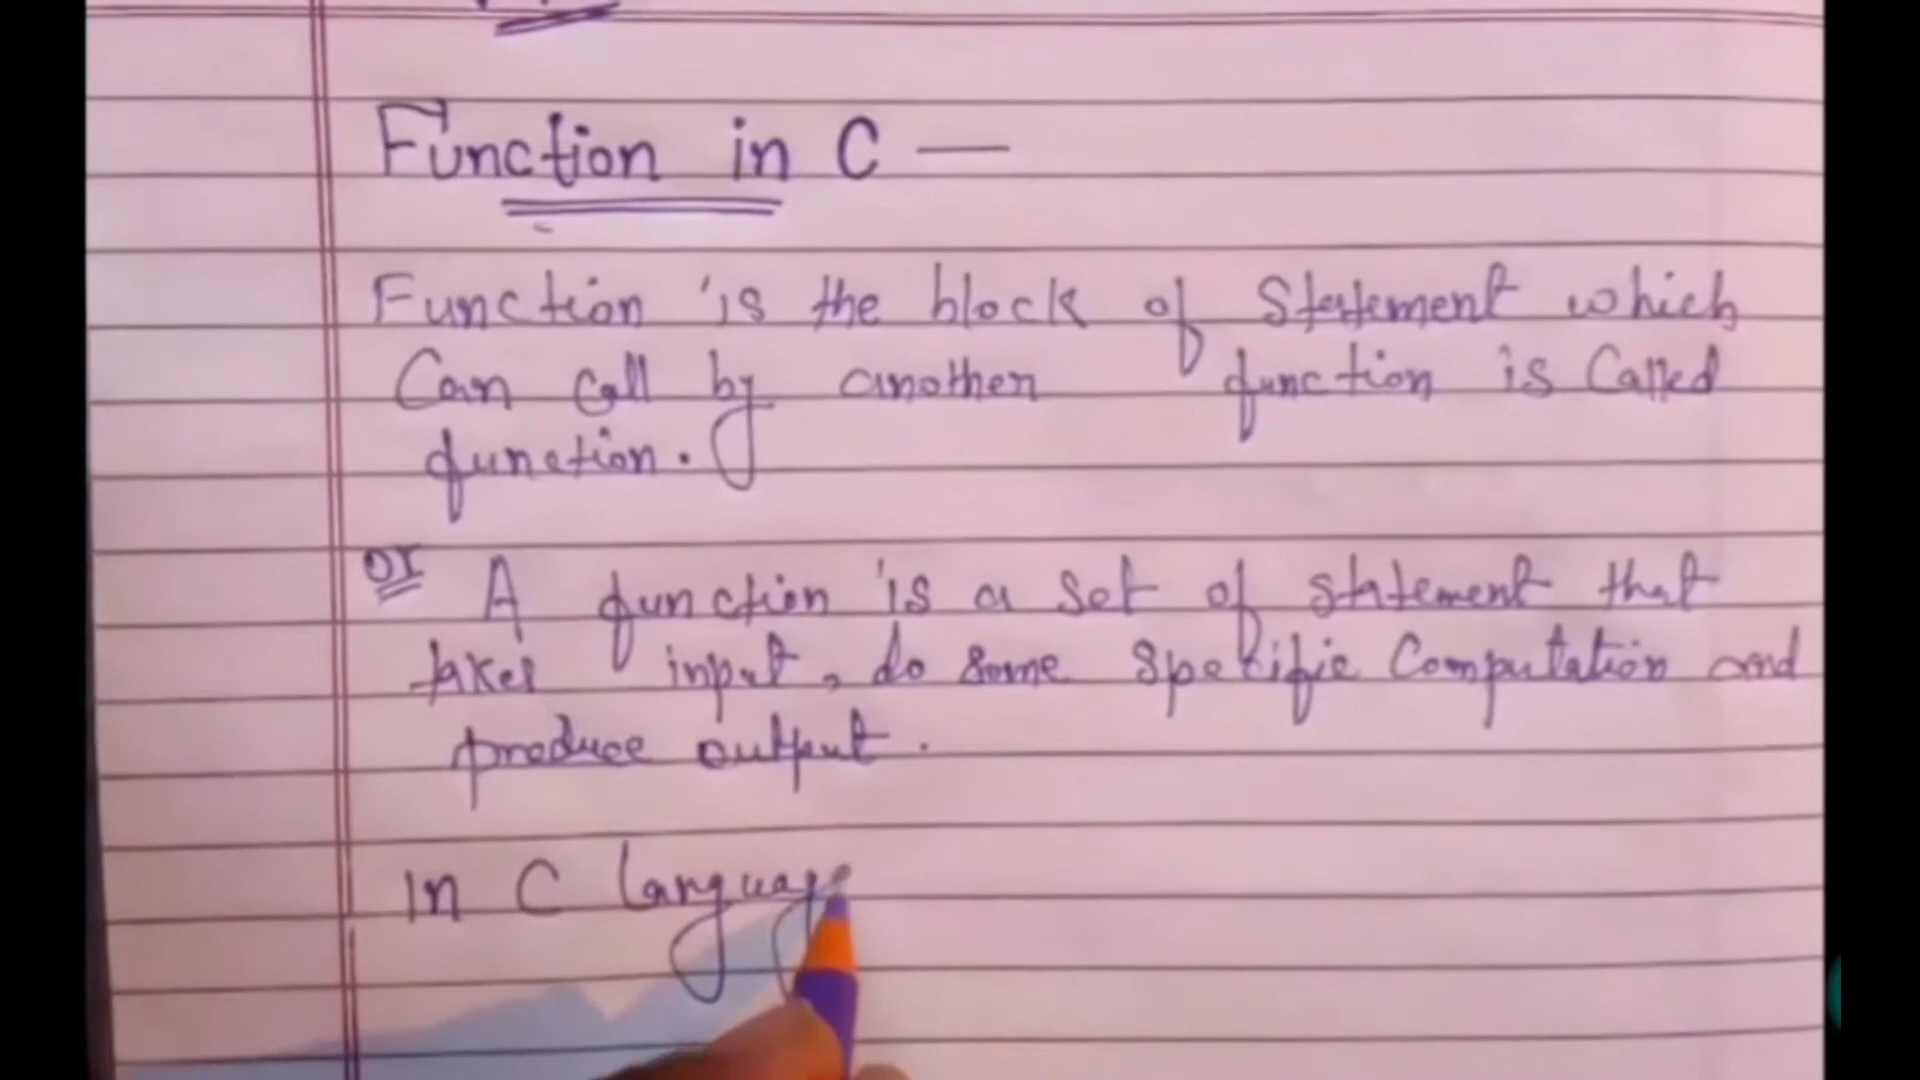 Function in C —
Function is the block of Statement which
Can Call by another function is Called
function.
or A function is a set of statement that
takes input, do some specific Computation and
produce output.
In C language